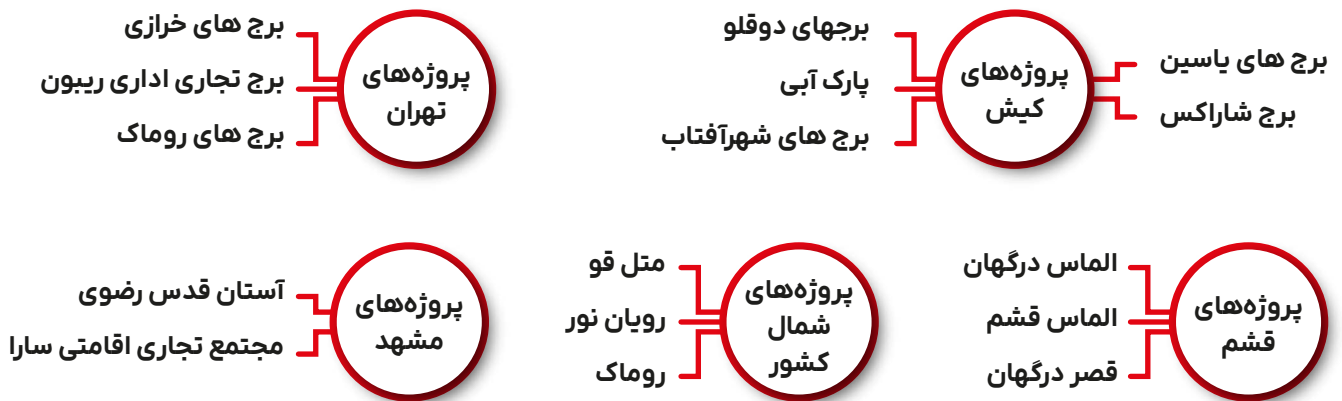 برج های یاسین
برج شاراکس
پروژه‌های
کیش
برجهای دوقلو
پارک آبی
برج های شهرآفتاب
پروژه‌های
تهران
برج های خرازی
برج تجاری اداری ریبون
برج های روماک
پروژه‌های
قشم
الماس درگهان
الماس قشم
قصر درگهان
پروژه‌های
شمال
کشور
متل قو
رویان نور
روماک
پروژه‌های
مشهد
آستان قدس رضوی
مجتمع تجاری اقامتی سارا